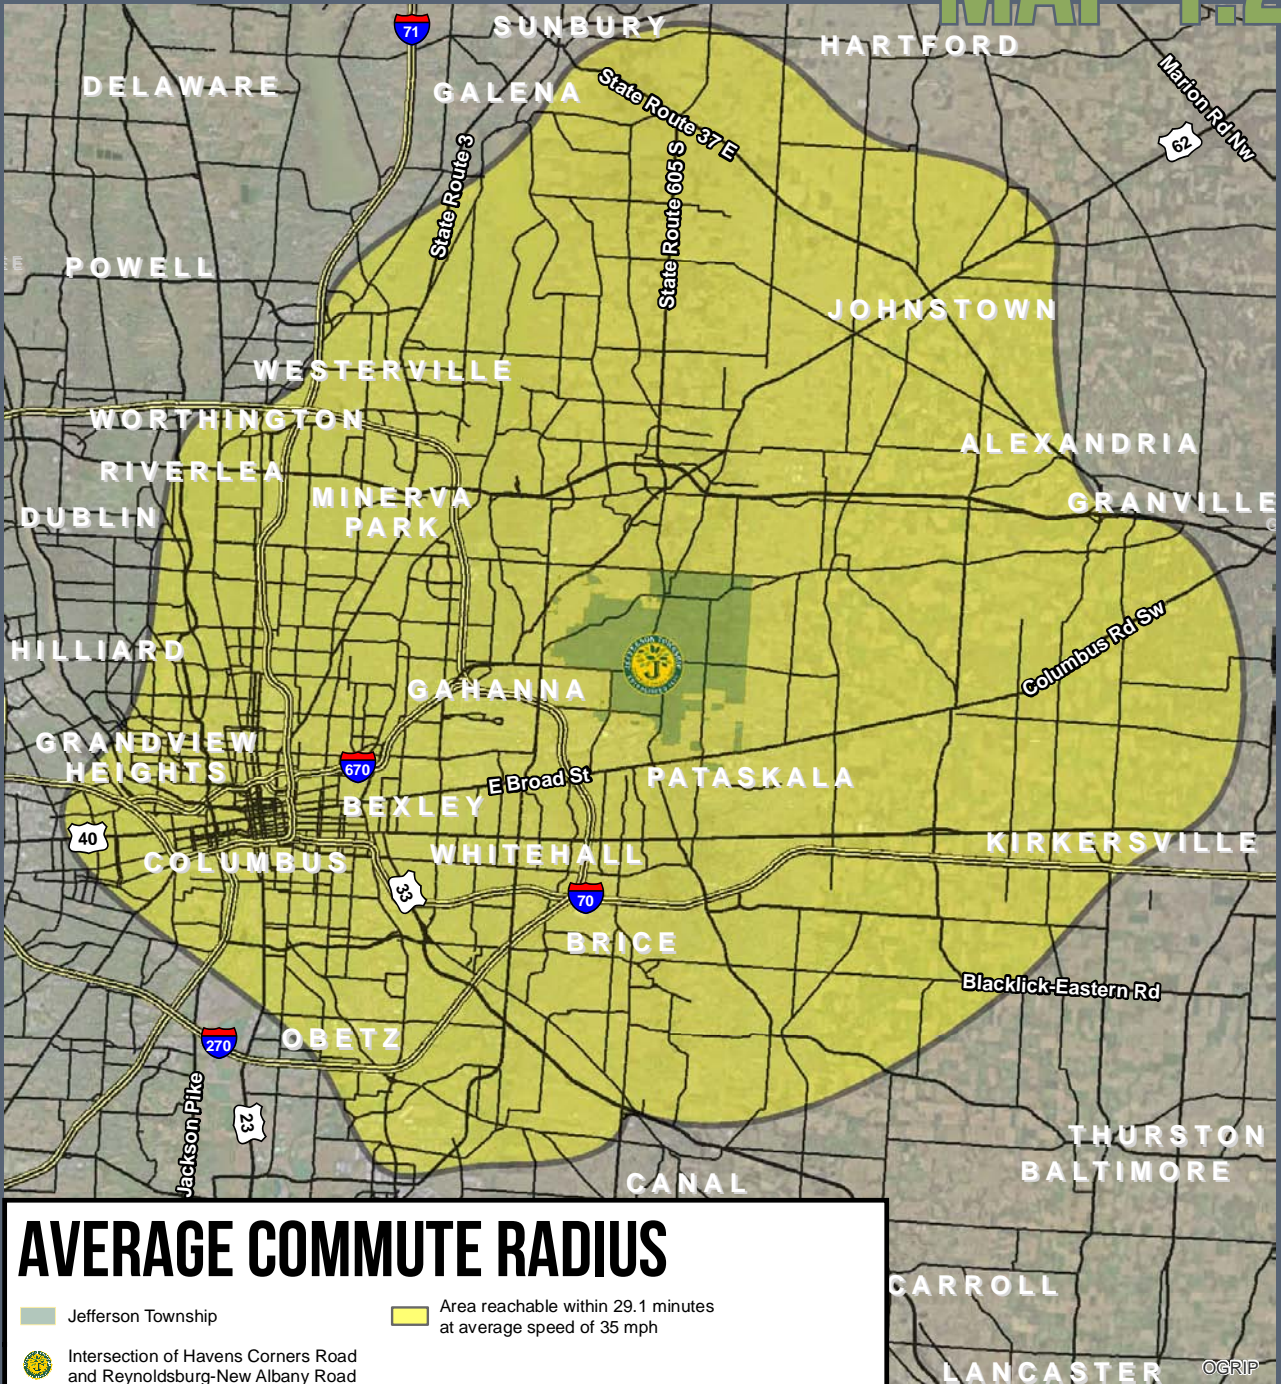 MAP
SUNBURY
71
HARTFORD
DELAWARE
GALENA
State Route 37 E
Marion Rd Nw
62
State Route 3
State Route 605 S
POWELL
JOHNSTOWN
WESTERVILLE
WORTHINGTON
ALEXANDRIA
RIVERLEA
MINERVA
PARK
GRANVILLE
DUBLIN
Columbus Rd Sw
HILLIARD
JEFFERSON TOWNSHIP
J
GAHANNA
GRANDVIEW
HEIGHTS
670
E Broad St
PATASKALA
BEXLEY
40
COLUMBUS
WHITEHALL
KIRKERSVILLE
33
70
BRICE
Blacklick-Eastern Rd
270
OBETZ
Jackson Pike
23
THURSTON
BALTIMORE
CANAL
CARROLL
LANCASTER
OGRIP
AVERAGE COMMUTE RADIUS
Jefferson Township
Area reachable within 29.1 minutes
at average speed of 35 mph
Intersection of Havens Corners Road
and Reynoldsburg-New Albany Road